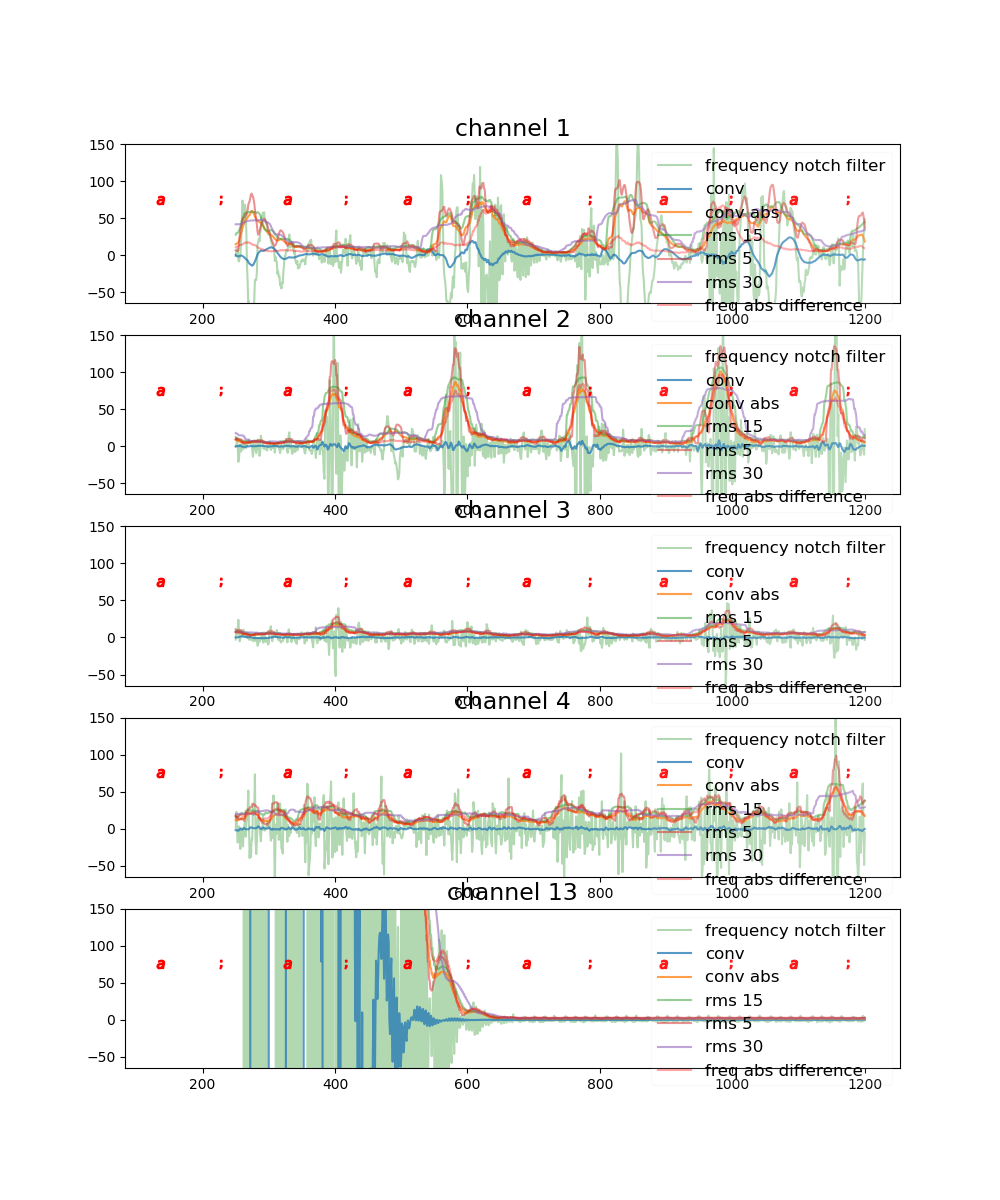 channel 1
150
100
50
0
−50
a ; a ; a ; a ; a ; a ;
frequency notch filter
conv
conv abs
rms 15
rms 5
rms 30
freq abs difference
200 400 600 800 1000 1200
channel 2
150
100
50
0
−50
a ; a ; a ; a ; a ; a ;
frequency notch filter
conv
conv abs
rms 15
rms 5
rms 30
freq abs difference
200 400 600 800 1000 1200
channel 3
150
100
50
0
−50
a ; a ; a ; a ; a ; a ;
frequency notch filter
conv
conv abs
rms 15
rms 5
rms 30
freq abs difference
200 400 600 800 1000 1200
channel 4
150
100
50
0
−50
a ; a ; a ; a ; a ; a ;
frequency notch filter
conv
conv abs
rms 15
rms 5
rms 30
freq abs difference
200 400 600 800 1000 1200
channel 13
150
100
50
0
−50
a ; a ; a ; a ; a ; a ;
frequency notch filter
conv
conv abs
rms 15
rms 5
rms 30
freq abs difference
200 400 600 800 1000 1200